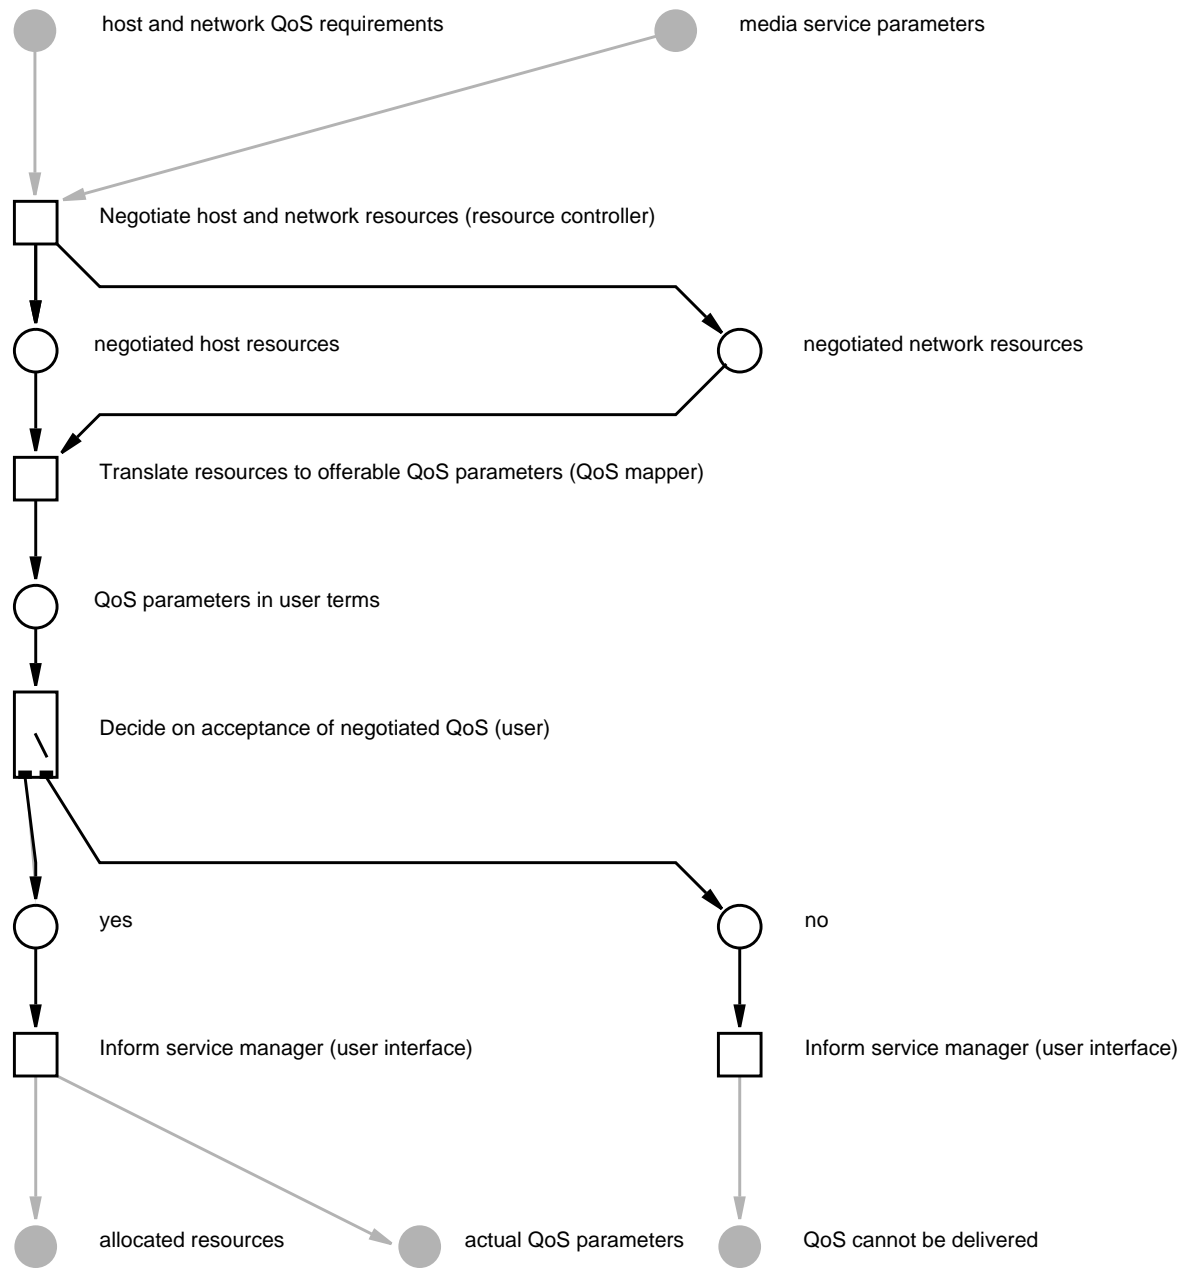 host and network QoS requirements
media service parameters
Negotiate host and network resources (resource controller)
negotiated host resources
negotiated network resources
Translate resources to offerable QoS parameters (QoS mapper)
QoS parameters in user terms
Decide on acceptance of negotiated QoS (user)
yes
no
Inform service manager (user interface)
Inform service manager (user interface)
allocated resources
actual QoS parameters
QoS cannot be delivered